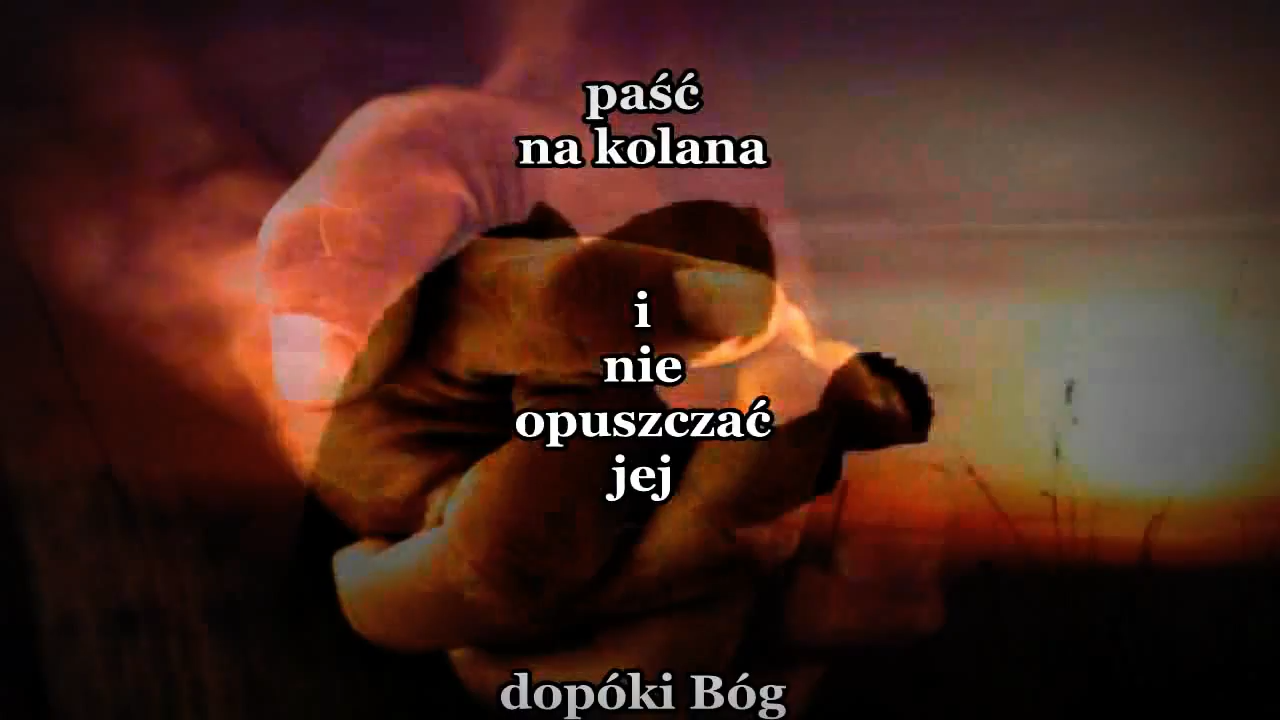 paść
na kolana
i
nie
opuszczać
jej
dopóki Bóg